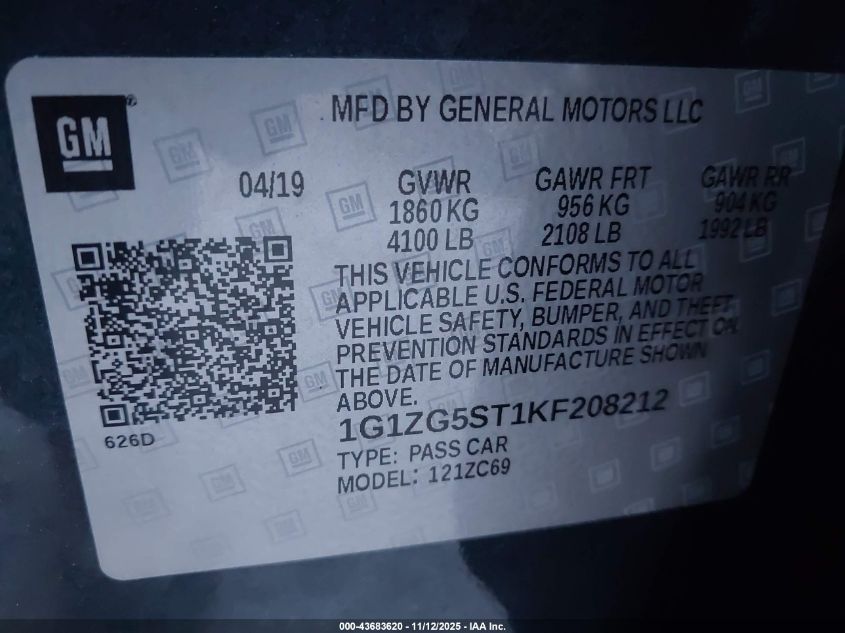 GM
MFD BY GENERAL MOTORS LLC
04/19
GVWR
1860 KG
4100 LB
GAWR FRT
956 KG
2108 LB
GAWR RR
904 KG
1992 LB
THIS VEHICLE CONFORMS TO ALL
APPLICABLE U.S. FEDERAL MOTOR
VEHICLE SAFETY, BUMPER, AND THEFT
PREVENTION STANDARDS IN EFFECT ON
THE DATE OF MANUFACTURE SHOWN
ABOVE.
1G1ZG5ST1KF208212
TYPE: PASS CAR
MODEL: 121ZC69
626D
000-43683620 - 11/12/2025 - IAA Inc.